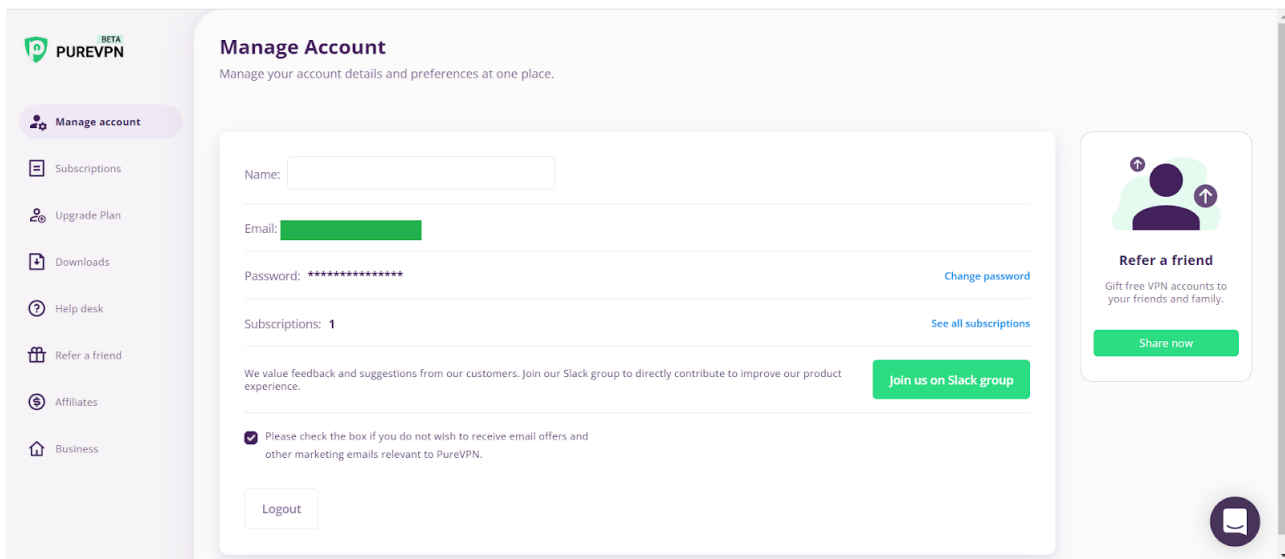 BETA
PUREVPN
Manage account
Subscriptions
Upgrade Plan
Downloads
Help desk
Refer a friend
Affiliates
Business
Manage Account
Manage your account details and preferences at one place.
Name:
Email:
Password: ***************
Change password
Subscriptions: 1
See all subscriptions
We value feedback and suggestions from our customers. Join our Slack group to directly contribute to improve our product
experience.
Join us on Slack group
Please check the box if you do not wish to receive email offers and
other marketing emails relevant to PureVPN.
Logout
Refer a friend
Gift free VPN accounts to
your friends and family.
Share now